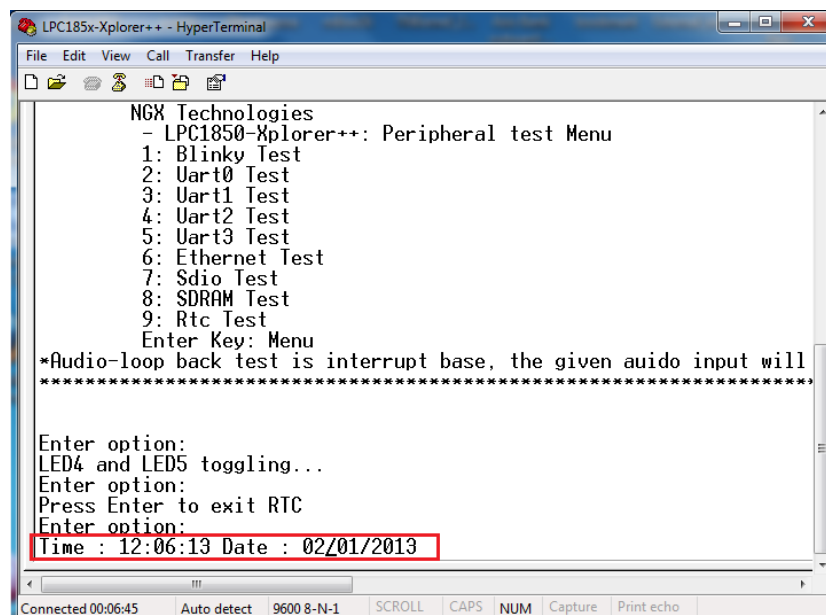 LPC185x-Xplorer++ - HyperTerminal
File Edit View Call Transfer Help
NGX Technologies
- LPC1850-Xplorer++: Peripheral test Menu
1: Blinky Test
2: Uart0 Test
3: Uart1 Test
4: Uart2 Test
5: Uart3 Test
6: Ethernet Test
7: Sdio Test
8: SDRAM Test
9: Rtc Test
Enter Key: Menu
*Audio-loop back test is interrupt base, the given auido input will
********************************************************************
Enter option:
LED4 and LED5 toggling...
Enter option:
Press Enter to exit RTC
Enter option:
Time : 12:06:13 Date : 02/01/2013
Connected 00:06:45 Auto detect 9600 8-N-1 SCROLL CAPS NUM Capture Print echo